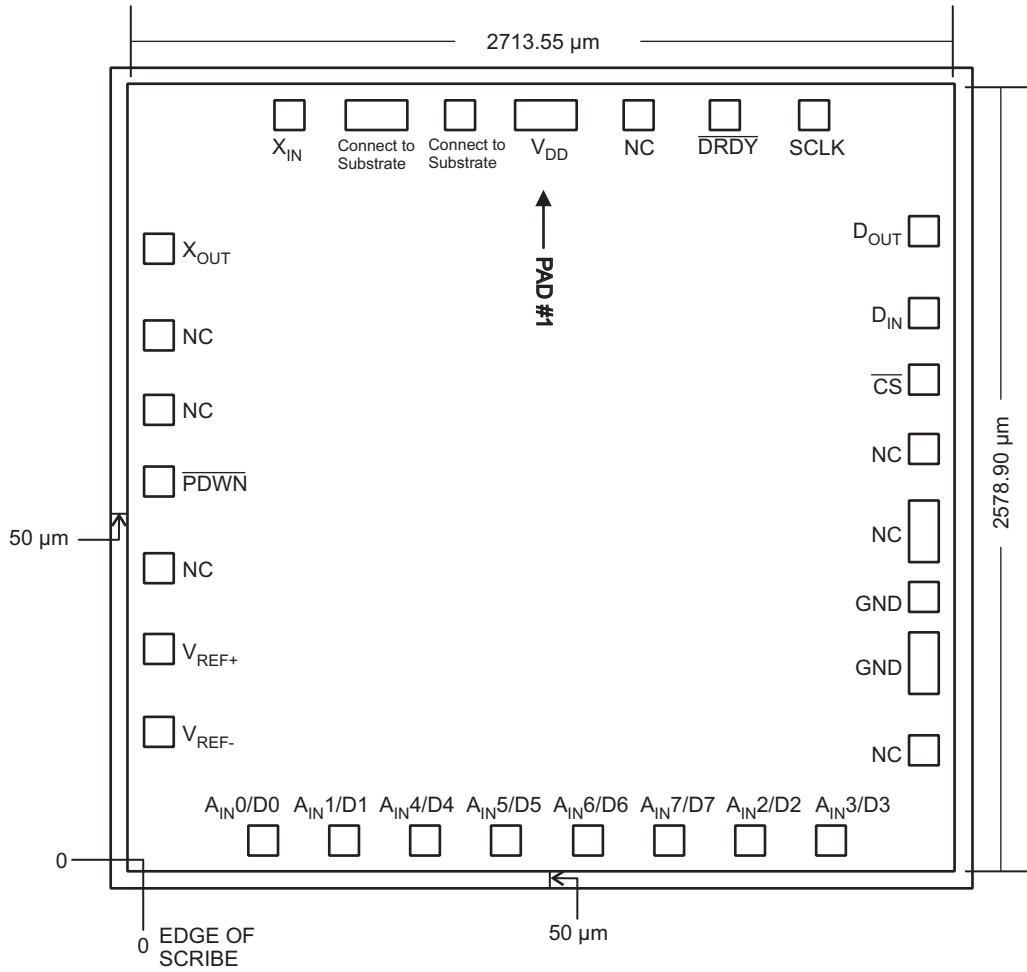 2713.55 µm
X_IN
Connect to
Substrate
Connect to
Substrate
V_DD
NC
DRDY
SCLK
PAD #1
X_OUT
NC
NC
PDWN
50 µm
NC
V_REF+
V_REF-
D_OUT
D_IN
CS
NC
NC
GND
GND
NC
2578.90 µm
A_IN0/D0
A_IN1/D1
A_IN4/D4
A_IN5/D5
A_IN6/D6
A_IN7/D7
A_IN2/D2
A_IN3/D3
0
0
EDGE OF
SCRIBE
50 µm